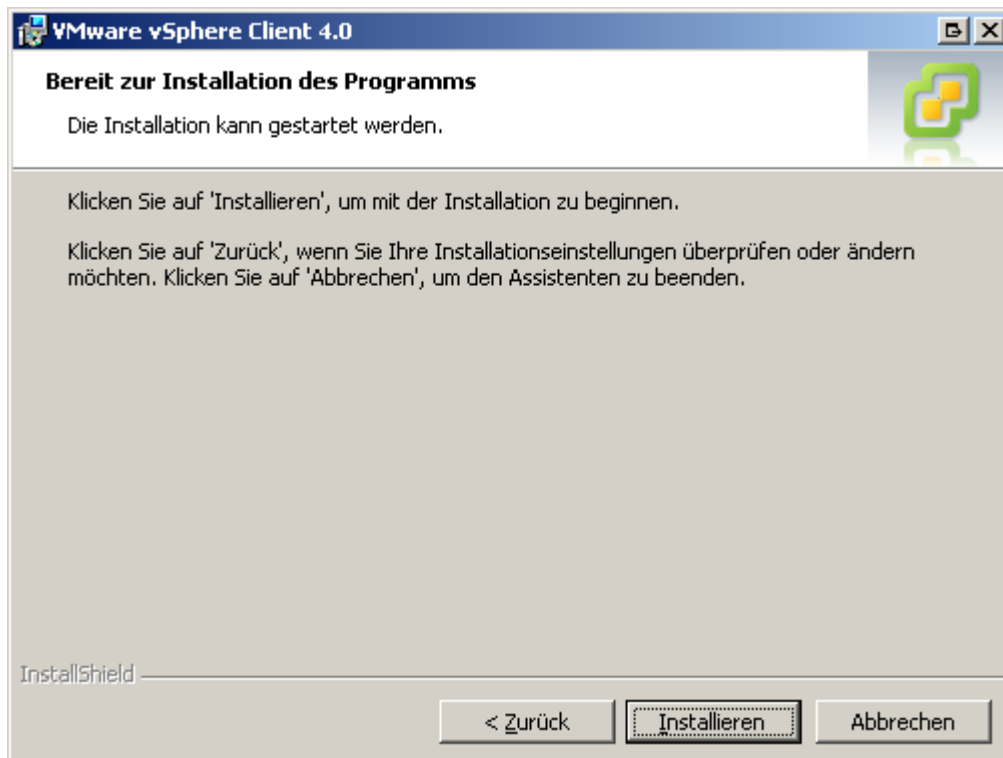 VMware vSphere Client 4.0
Bereit zur Installation des Programms
Die Installation kann gestartet werden.
Klicken Sie auf 'Installieren', um mit der Installation zu beginnen.
Klicken Sie auf 'Zurück', wenn Sie Ihre Installationseinstellungen überprüfen oder ändern
möchten. Klicken Sie auf 'Abbrechen', um den Assistenten zu beenden.
InstallShield
< Zurück Installieren Abbrechen